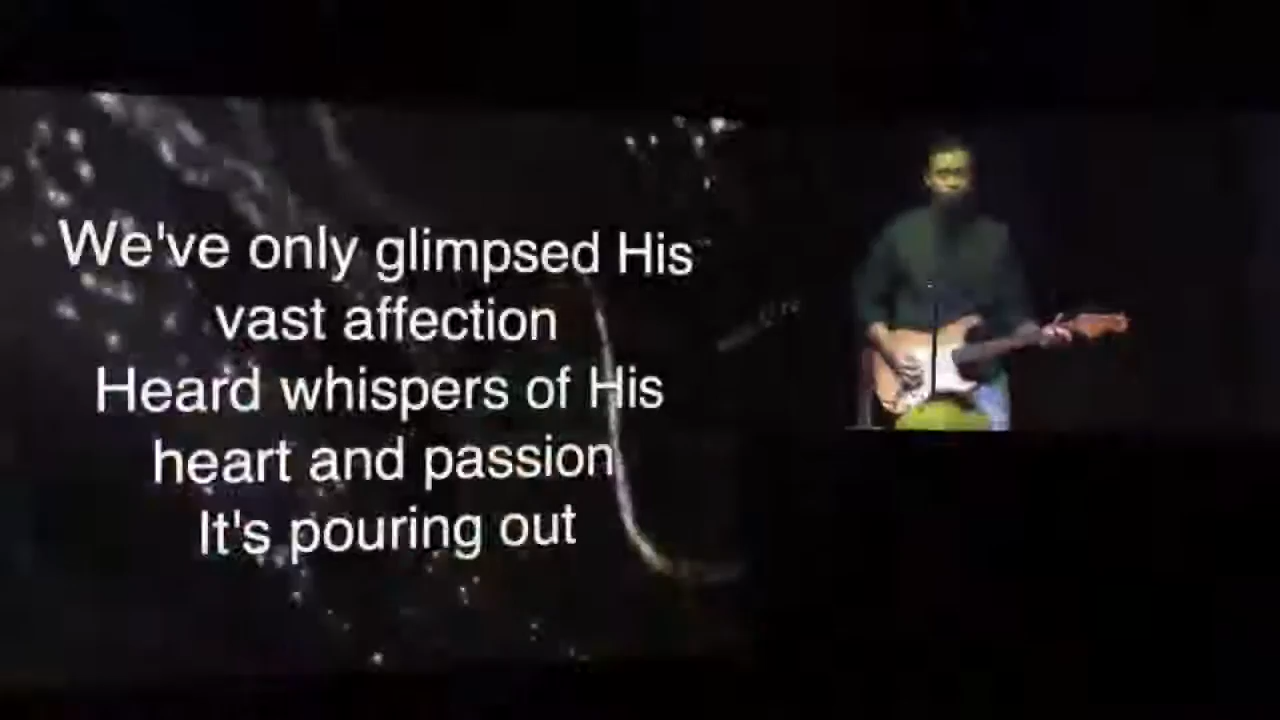 We've only glimpsed His
vast affection
Heard whispers of His
heart and passion
It's pouring out